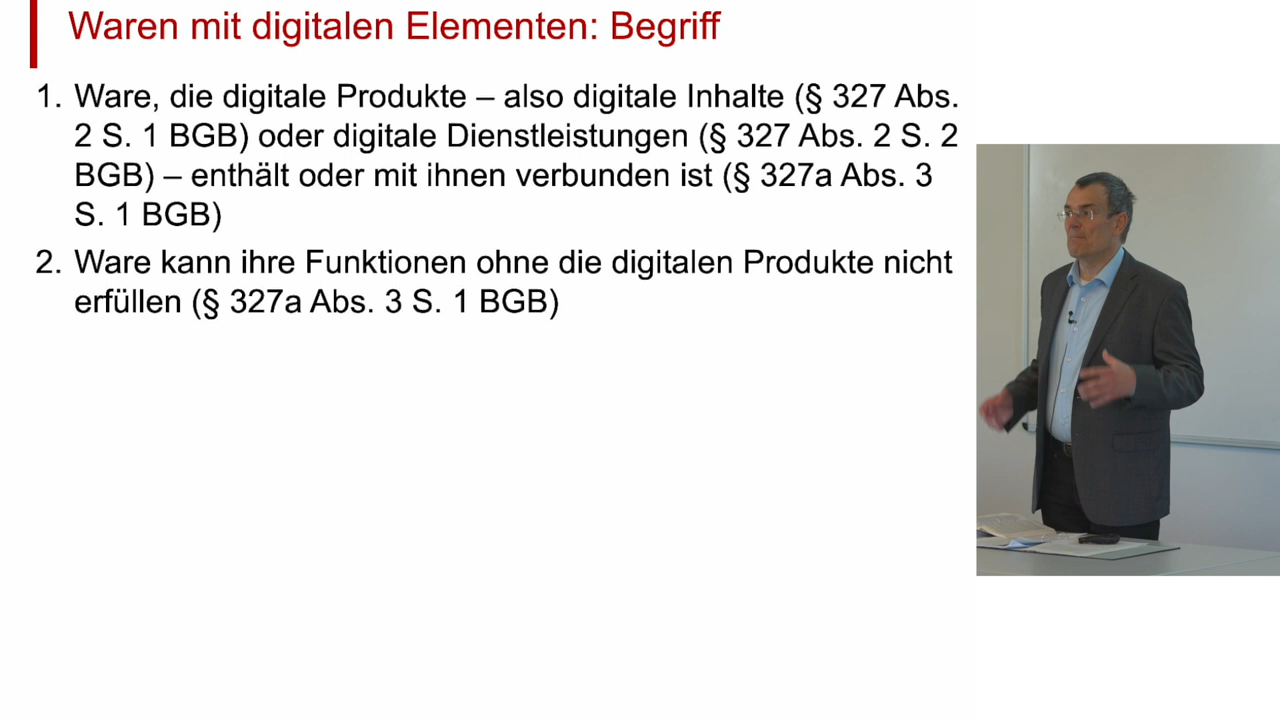 Waren mit digitalen Elementen: Begriff
1. Ware, die digitale Produkte – also digitale Inhalte (§ 327 Abs.
2 S. 1 BGB) oder digitale Dienstleistungen (§ 327 Abs. 2 S. 2
BGB) – enthält oder mit ihnen verbunden ist (§ 327a Abs. 3
S. 1 BGB)
2. Ware kann ihre Funktionen ohne die digitalen Produkte nicht
erfüllen (§ 327a Abs. 3 S. 1 BGB)